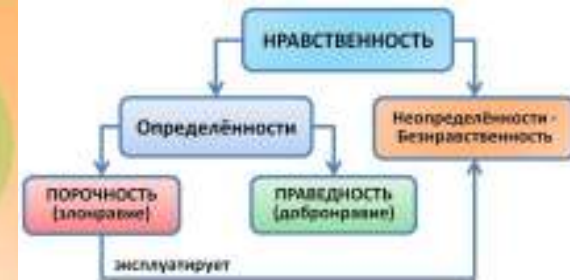 НРАВСТВЕННОСТЬ
Определённости
Неопределённости -
Безнравственность
ПОРОЧНОСТЬ
(злонравие)
ПРАВЕДНОСТЬ
(добронравие)
эксплуатирует